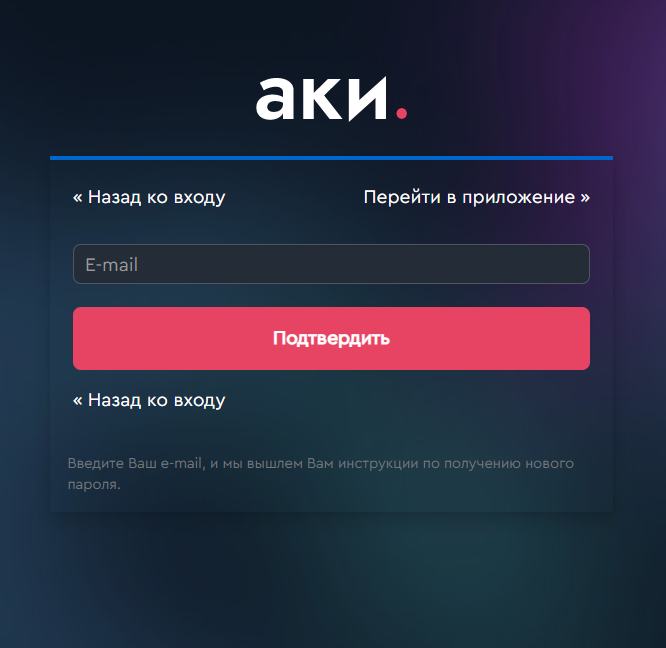 аки.
« Назад ко входу
Перейти в приложение »
E-mail
Подтвердить
« Назад ко входу
Введите Ваш e-mail, и мы вышлем Вам инструкции по получению нового
пароля.